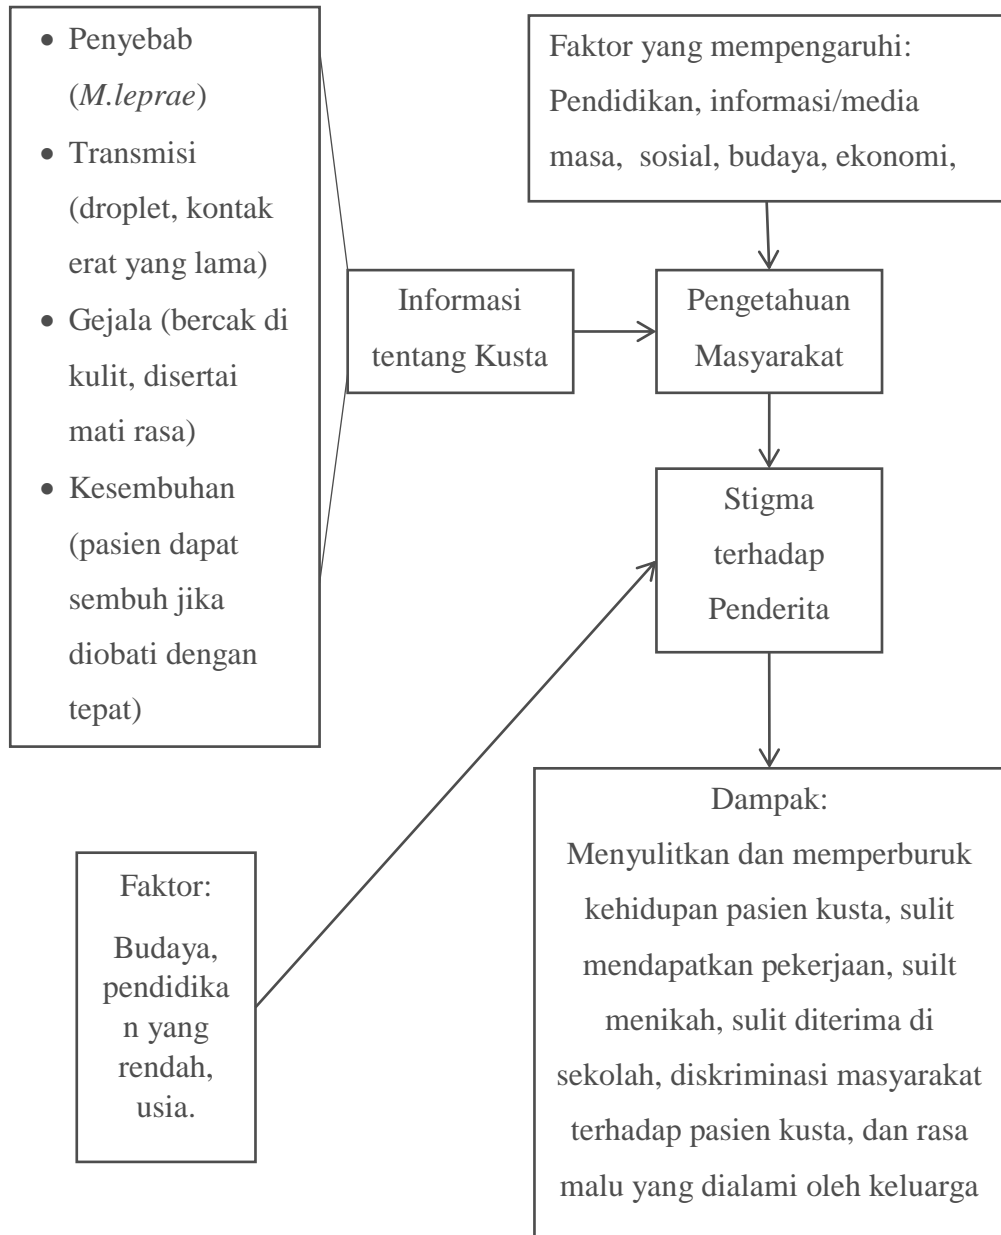 • Penyebab
(M.leprae)
• Transmisi
(droplet, kontak
erat yang lama)
• Gejala (bercak di
kulit, disertai
mati rasa)
• Kesembuhan
(pasien dapat
sembuh jika
diobati dengan
tepat)
Faktor yang mempengaruhi:
Pendidikan, informasi/media
masa, sosial, budaya, ekonomi,
Informasi
tentang Kusta
Pengetahuan
Masyarakat
Stigma
terhadap
Penderita
Faktor:
Budaya,
pendidika
n yang
rendah,
usia.
Dampak:
Menyulitkan dan memperburuk
kehidupan pasien kusta, sulit
mendapatkan pekerjaan, suilt
menikah, sulit diterima di
sekolah, diskriminasi masyarakat
terhadap pasien kusta, dan rasa
malu yang dialami oleh keluarga